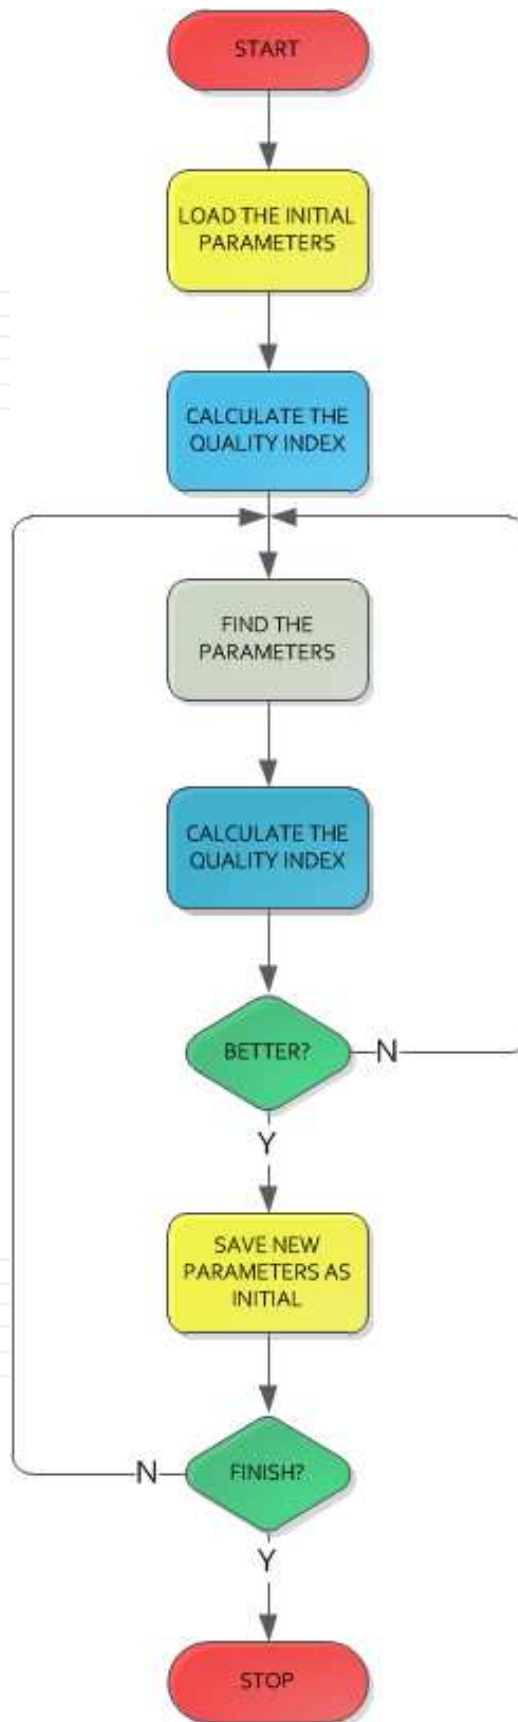 START
LOAD THE INITIAL
PARAMETERS
CALCULATE THE
QUALITY INDEX
FIND THE
PARAMETERS
CALCULATE THE
QUALITY INDEX
BETTER?
N
Y
SAVE NEW
PARAMETERS AS
INITIAL
N
FINISH?
Y
STOP